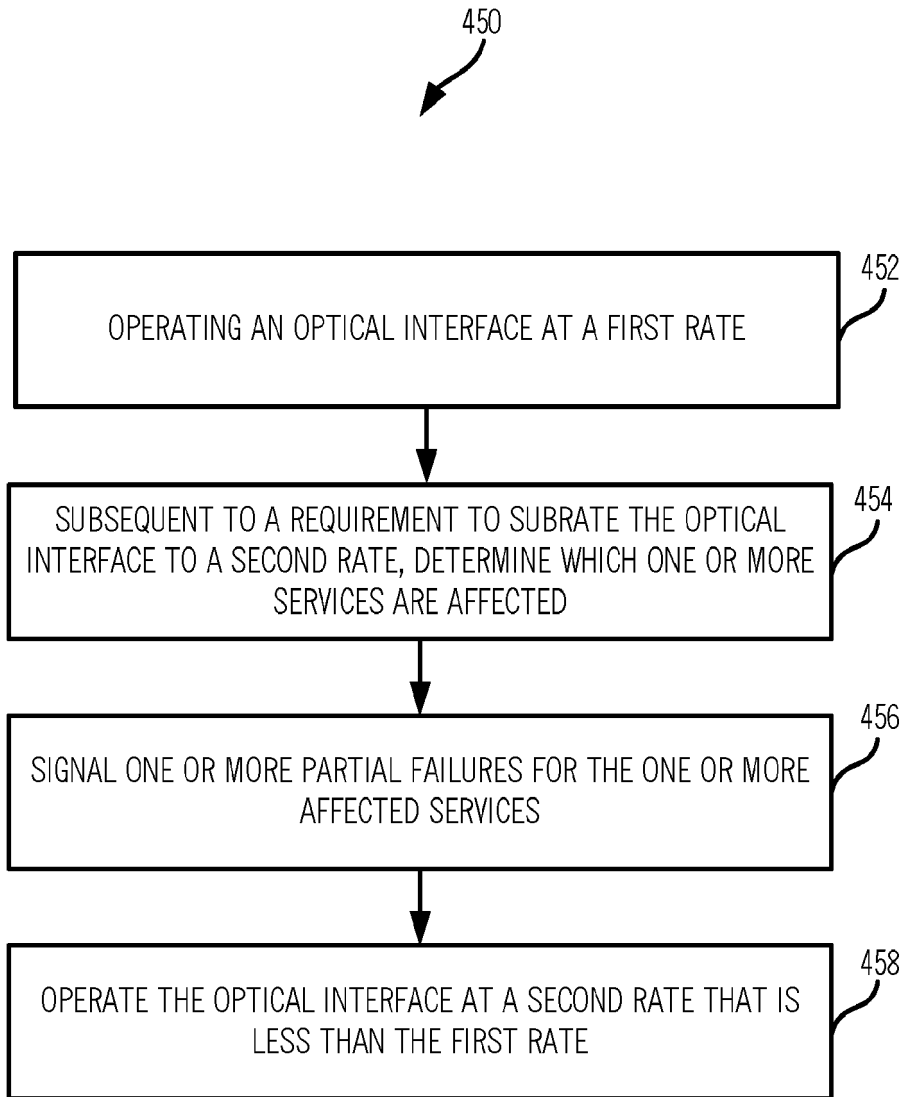 450
452
OPERATING AN OPTICAL INTERFACE AT A FIRST RATE
454
SUBSEQUENT TO A REQUIREMENT TO SUBRATE THE OPTICAL
INTERFACE TO A SECOND RATE, DETERMINE WHICH ONE OR MORE
SERVICES ARE AFFECTED
456
SIGNAL ONE OR MORE PARTIAL FAILURES FOR THE ONE OR MORE
AFFECTED SERVICES
458
OPERATE THE OPTICAL INTERFACE AT A SECOND RATE THAT IS
LESS THAN THE FIRST RATE